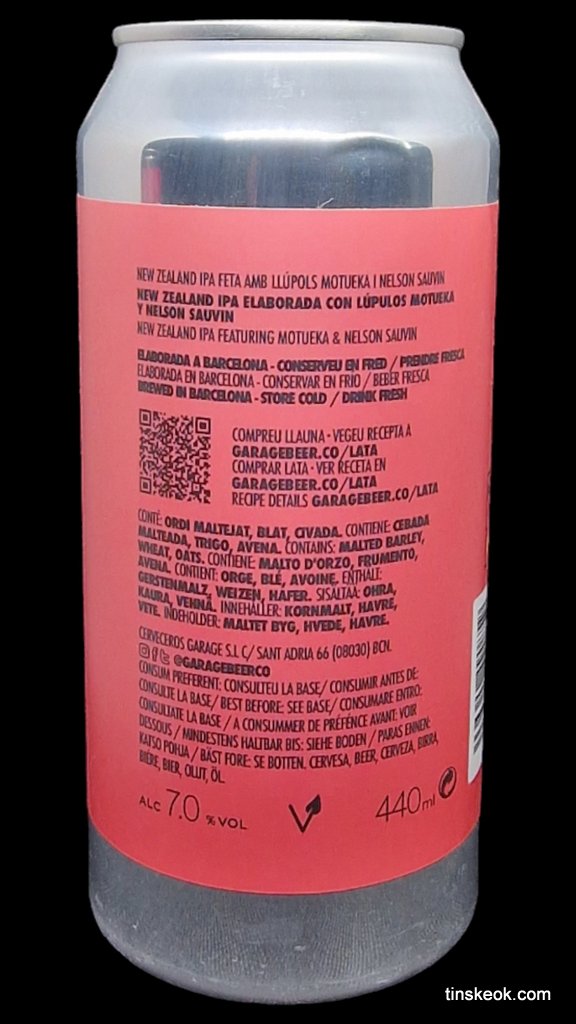 NEW ZEALAND IPA FETA AMB LLÚPOLS MOTUEKA I NELSON SAUVIN
NEW ZEALAND IPA ELABORADA CON LÚPULOS MOTUEKA
Y NELSON SAUVIN
NEW ZEALAND IPA FEATURING MOTUEKA & NELSON SAUVIN
ELABORADA A BARCELONA - CONSERVEU EN FRED / PRENDRE FRESCA
ELABORADA EN BARCELONA - CONSERVAR EN FRIO / BEBER FRESCA
BREWED IN BARCELONA - STORE COLD / DRINK FRESH
COMPREU LLAUNA - VEGEU RECEPTA A
GARAGEBEER.CO/LATA
COMPRAR LATA - VER RECETA EN
GARAGEBEER.CO/LATA
RECIPE DETAILS GARAGEBEER.CO/LATA
CONTÉ: ORDI MALTEJAT, BLAT, CIVADA. CONTIENE: CEBADA
MALTEADA, TRIGO, AVENA. CONTAINS: MALTED BARLEY,
WHEAT, OATS. CONTIENE: MALTO D'ORZO, FRUMENTO,
AVENA. CONTIENT: ORGE, BLÉ, AVOINE. ENTHÄLT:
GERSTENMALZ, WEIZEN, HAFER. SISÄLTÄÄ: OHRA,
KAURA, VEHNÄ. INNEHÅLLER: KORNMALT, HAVRE,
VETE. INDEHOLDER: MALTET BYG, HVEDE, HAVRE.
CERVECEROS GARAGE S.L C/ SANT ADRIA 66 (08030) BCN.
@GARAGEBEERCO
CONSUM PREFERENT: CONSULTEU LA BASE/ CONSUMIR ANTES DE:
CONSULTE LA BASE/ BEST BEFORE: SEE BASE/ CONSUMARE ENTRO:
CONSULTATE LA BASE / A CONSUMMER DE PRÉFÉNCE AVANT: VOIR
DESSOUS / MINDESTENS HALTBAR BIS: SIEHE BODEN / PARAS ENNEN:
KATSO POHJA / BÄST FÖRE: SE BOTTEN. CERVESA, BEER, CERVEZA, BIRRA,
BIÈRE, BIER, OLUT, ÖL.
ALC 7.0 % VOL
440ml
tinskeok.com